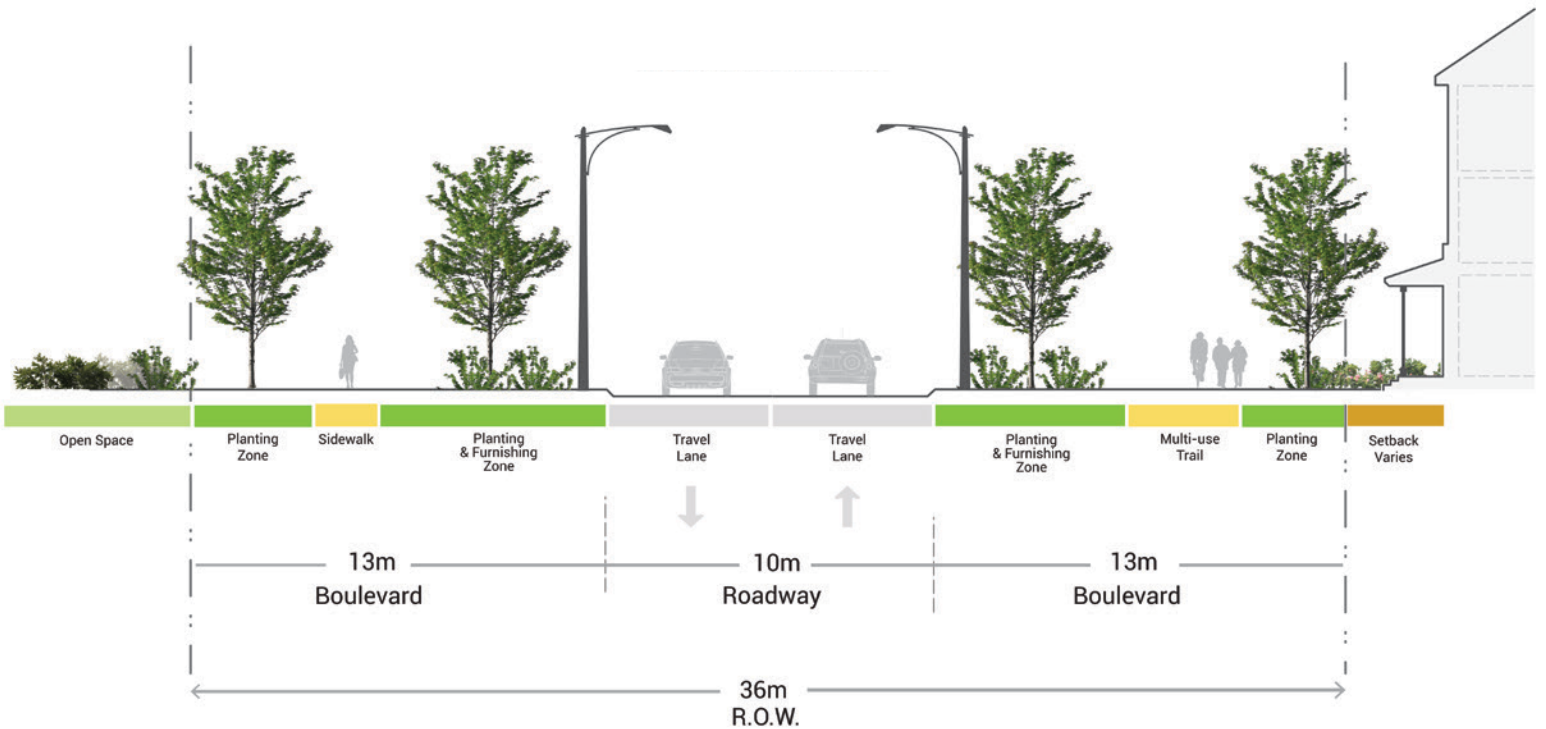 Open Space
Planting
Zone
Sidewalk
Planting
& Furnishing
Zone
Travel
Lane
Travel
Lane
Planting
& Furnishing
Zone
Multi-use
Trail
Planting
Zone
Setback
Varies
13m
Boulevard
10m
Roadway
13m
Boulevard
36m
R.O.W.